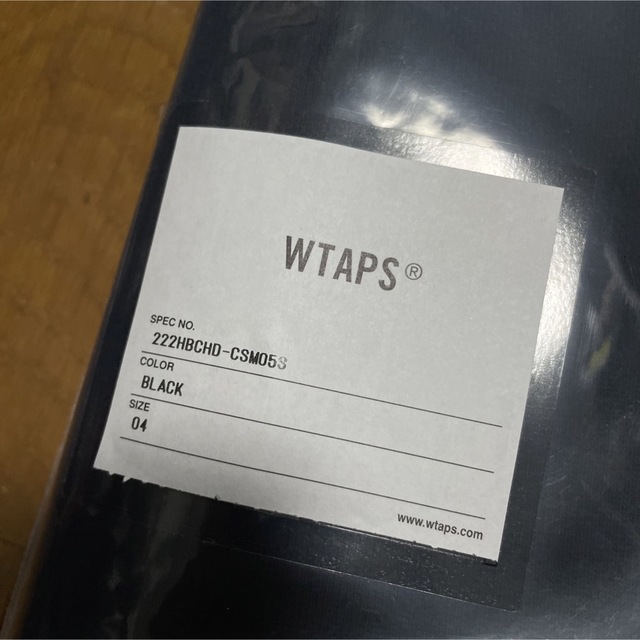 WTAPS®
SPEC NO.
222HBCHD-CSM05S
COLOR
BLACK
SIZE
04
www.wtaps.com